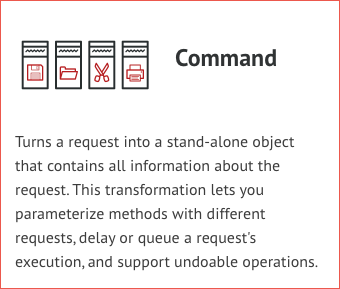 Command
Turns a request into a stand-alone object
that contains all information about the
request. This transformation lets you
parameterize methods with different
requests, delay or queue a request's
execution, and support undoable operations.